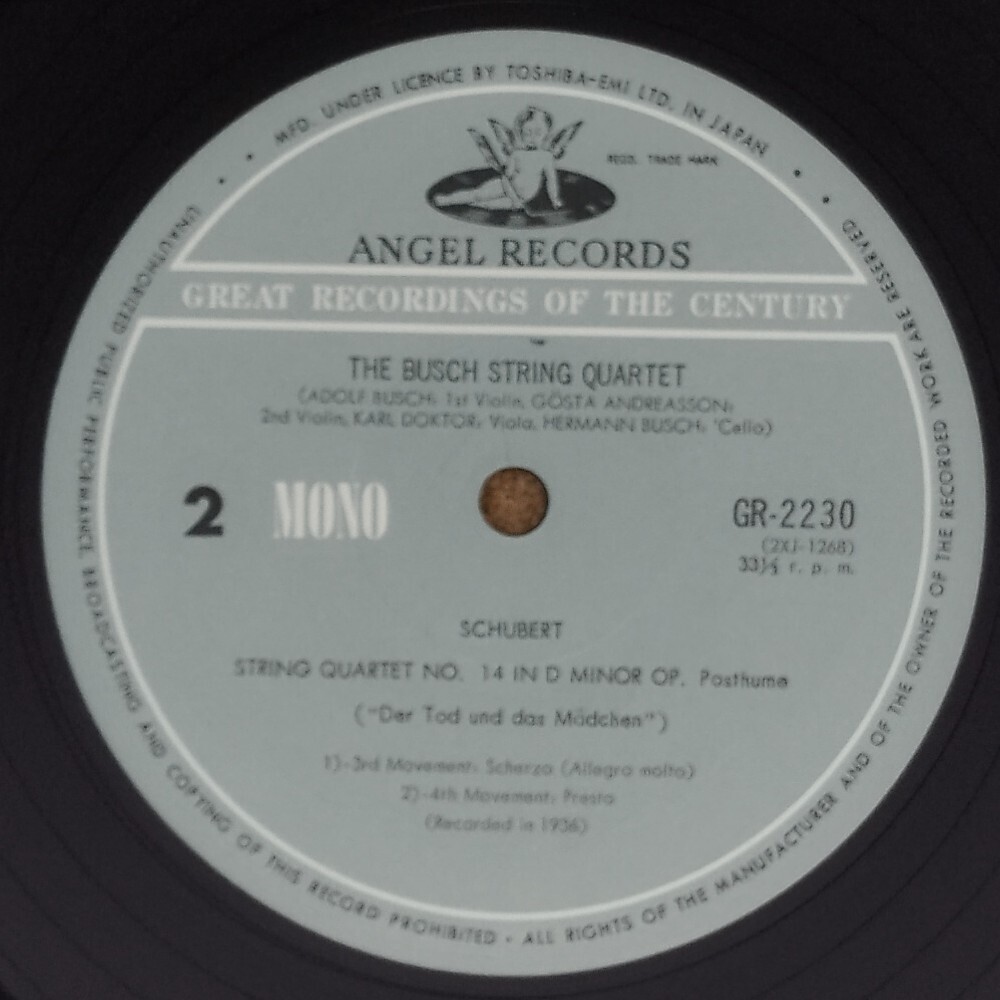 MFD. UNDER LICENCE BY TOSHIBA-EMI LTD. IN JAPAN
REGD. TRADE MARK
ANGEL RECORDS
GREAT RECORDINGS OF THE CENTURY
THE BUSCH STRING QUARTET
(ADOLF BUSCH: 1st Violin, GÖSTA ANDREASSON:
2nd Violin, KARL DOKTOR: Viola, HERMANN BUSCH: 'Cello)
2 MONO
GR-2230
(2XJ-1268)
33⅓ r. p. m.
SCHUBERT
STRING QUARTET NO. 14 IN D MINOR OP. Posthume
("Der Tod und das Mädchen")
1)-3rd Movement: Scherzo (Allegro molto)
2)-4th Movement: Presto
(Recorded in 1936)
UNAUTHORIZED PUBLIC PERFORMANCE, BROADCASTING AND COPYING OF THIS RECORD PROHIBITED · ALL RIGHTS OF THE MANUFACTURER AND OF THE OWNER OF THE RECORDED WORK ARE RESERVED